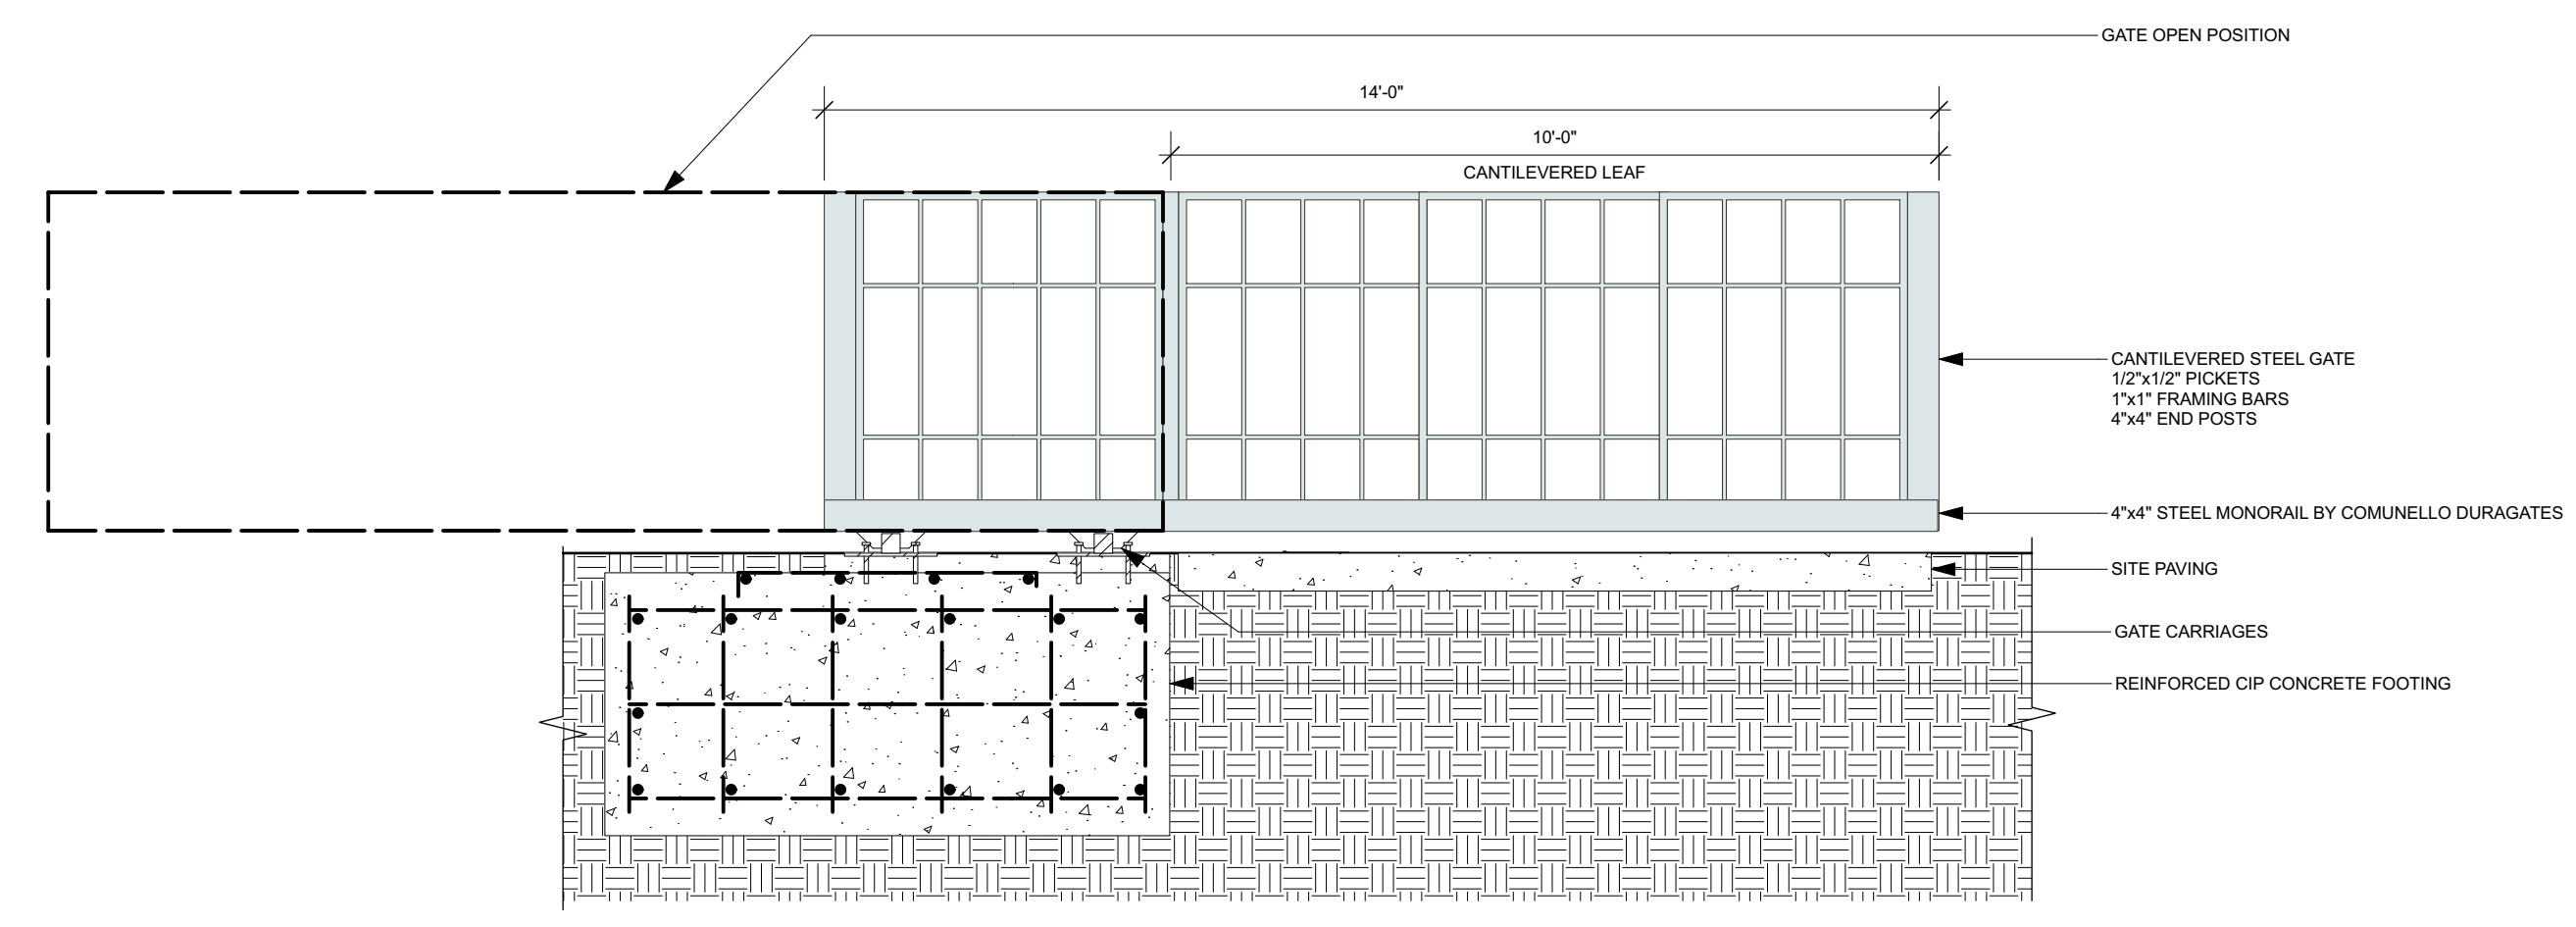 GATE OPEN POSITION
14'-0"
10'-0"
CANTILEVERED LEAF
CANTILEVERED STEEL GATE
1/2"x1/2" PICKETS
1"x1" FRAMING BARS
4"x4" END POSTS
4"x4" STEEL MONORAIL BY COMUNELLO DURAGATES
SITE PAVING
GATE CARRIAGES
REINFORCED CIP CONCRETE FOOTING